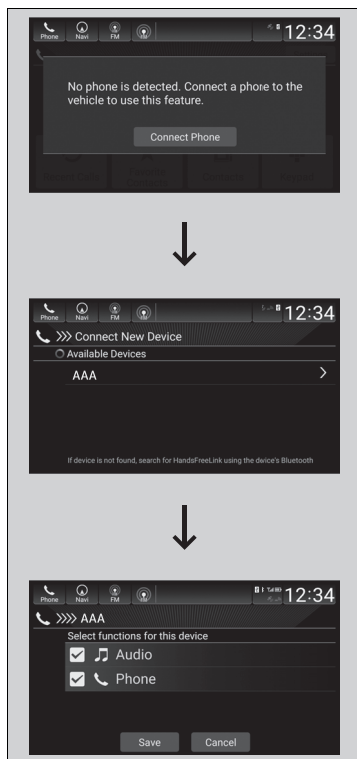 Phone Navi FM 12:34
No phone is detected. Connect a phone to the
vehicle to use this feature.
Connect Phone
Phone Navi FM 12:34
Connect New Device
Available Devices
AAA
If device is not found, search for HandsFreeLink using the device's Bluetooth
Phone Navi FM 12:34
AAA
Select functions for this device
Audio
Phone
Save Cancel